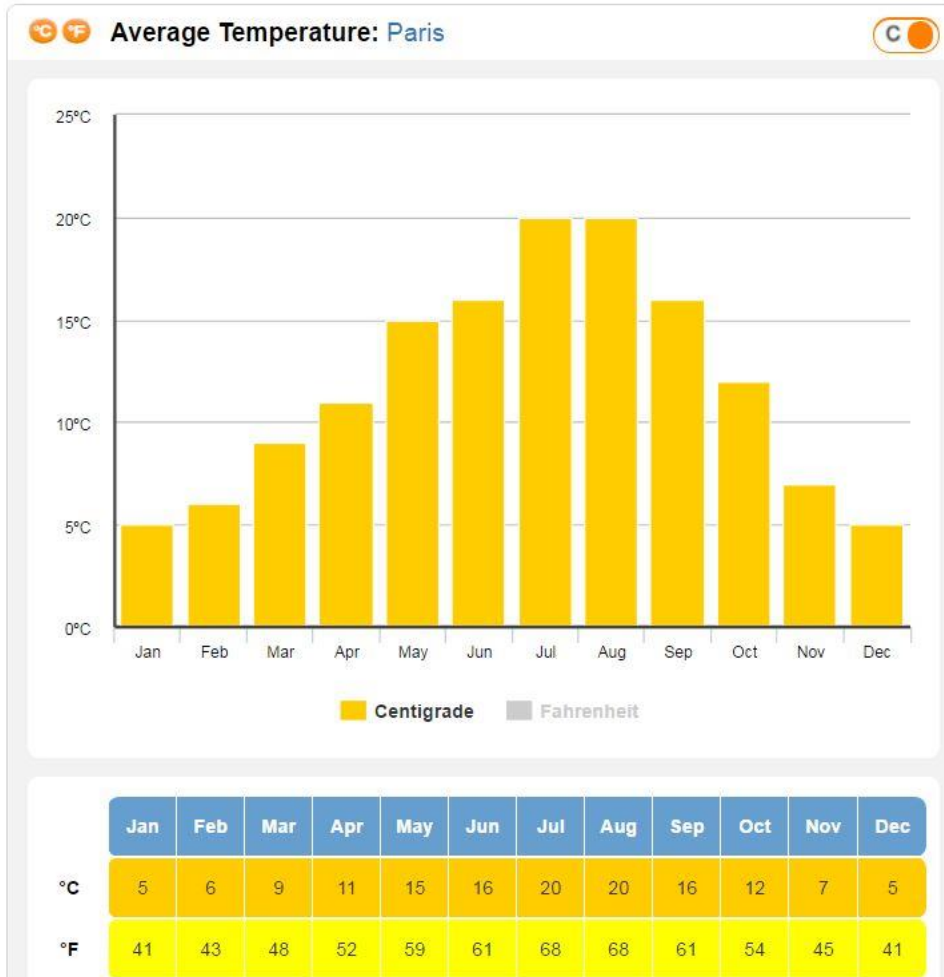 °C °F Average Temperature: Paris C
25°C
20°C
15°C
10°C
5°C
0°C
Jan Feb Mar Apr May Jun Jul Aug Sep Oct Nov Dec
Centigrade Fahrenheit
Jan Feb Mar Apr May Jun Jul Aug Sep Oct Nov Dec
°C 5 6 9 11 15 16 20 20 16 12 7 5
°F 41 43 48 52 59 61 68 68 61 54 45 41